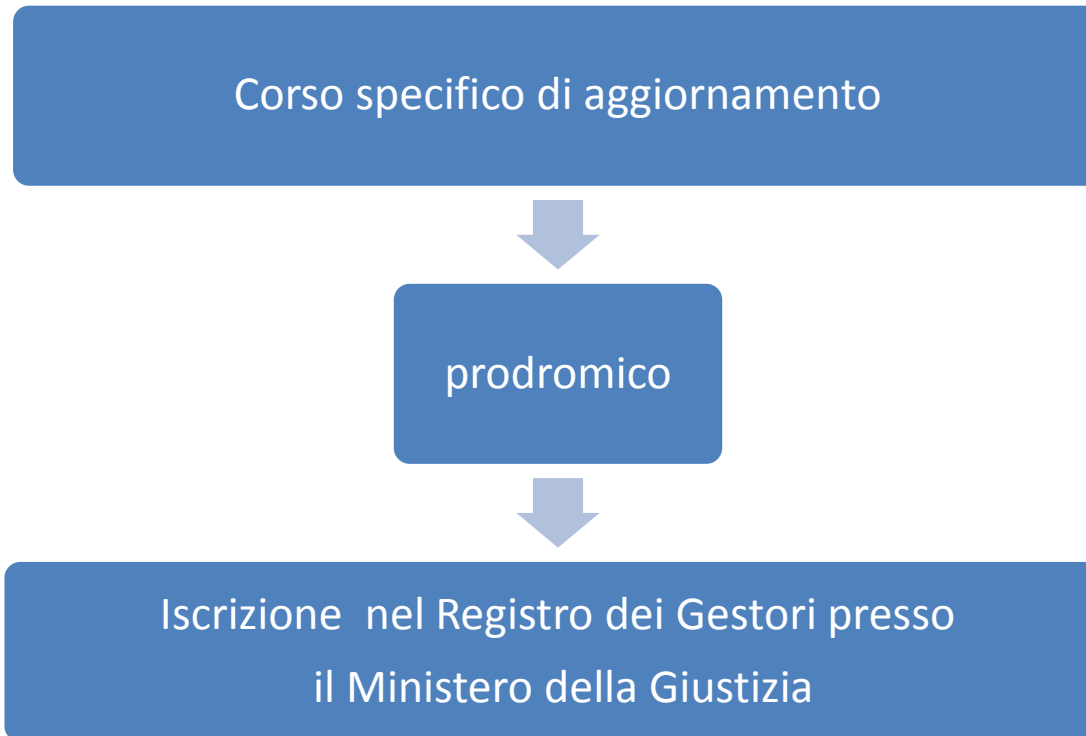 Corso specifico di aggiornamento
prodromico
Iscrizione  nel Registro dei Gestori presso
il Ministero della Giustizia